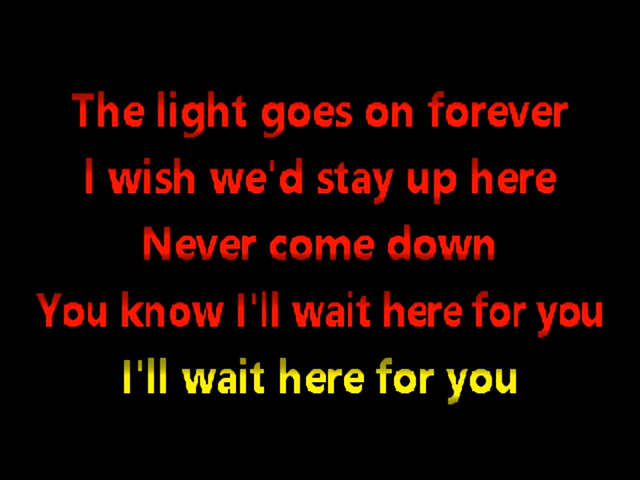 The light goes on forever
I wish we'd stay up here
Never come down
You know I'll wait here for you
I'll wait here for you